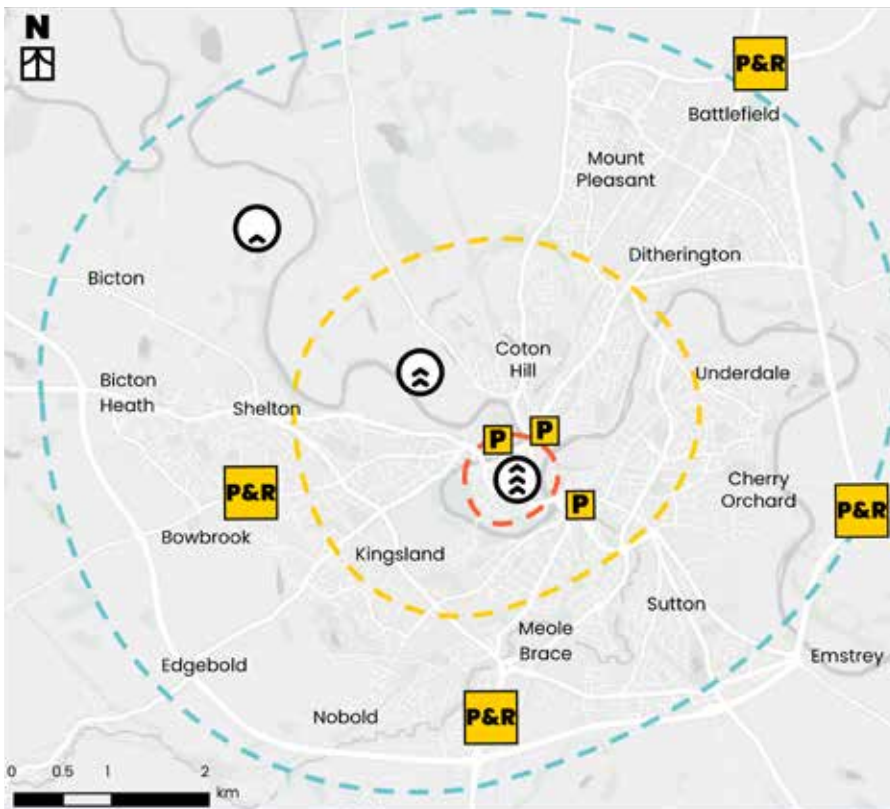 N
P&R
Battlefield
Mount
Pleasant
Ditherington
Bicton
Coton
Hill
Underdale
Bicton
Heath
Shelton
P
P
P&R
Cherry
Orchard
P
P&R
Bowbrook
Kingsland
Sutton
Meole
Brace
Emstrey
Edgebold
Nobold
P&R
0 0.5 1 2
km